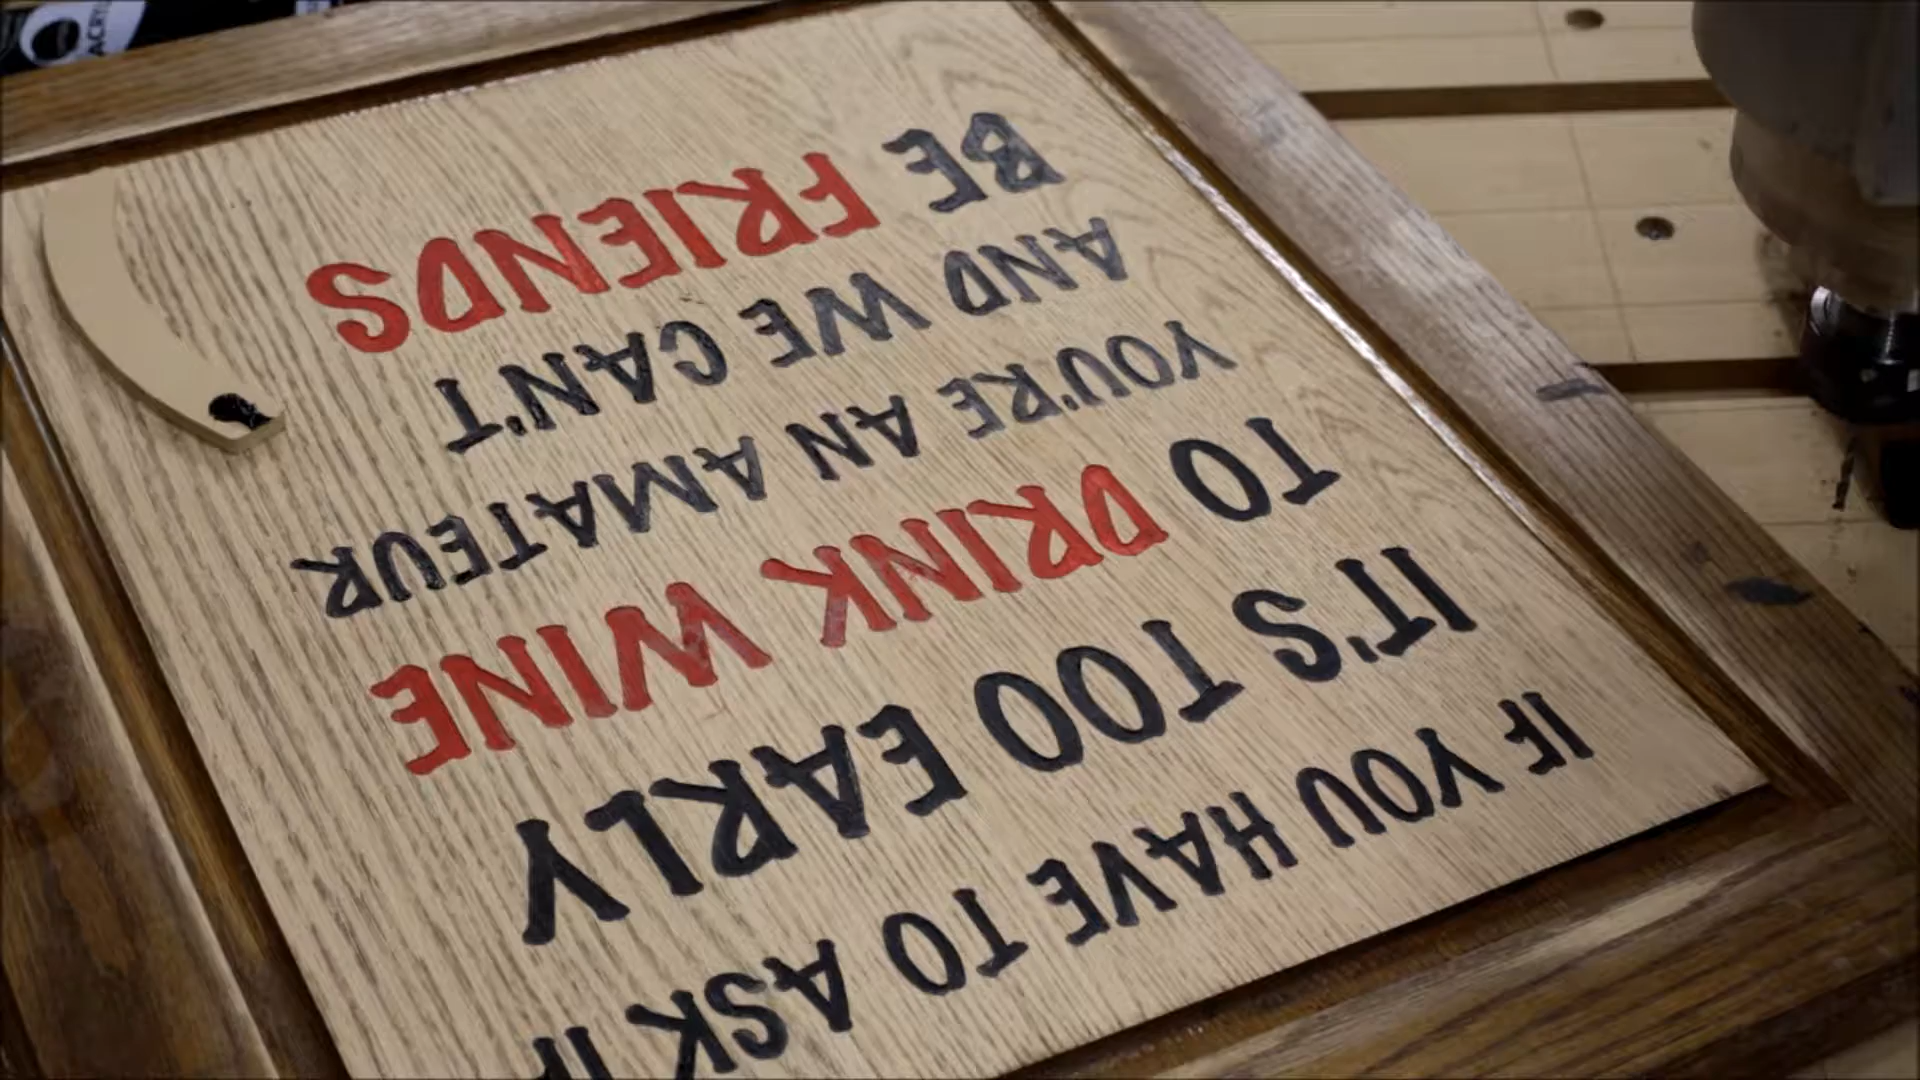 IF YOU HAVE TO ASK IF
IT'S TOO EARLY
TO DRINK WINE
YOU'RE AN AMATEUR
AND WE CAN'T
BE FRIENDS